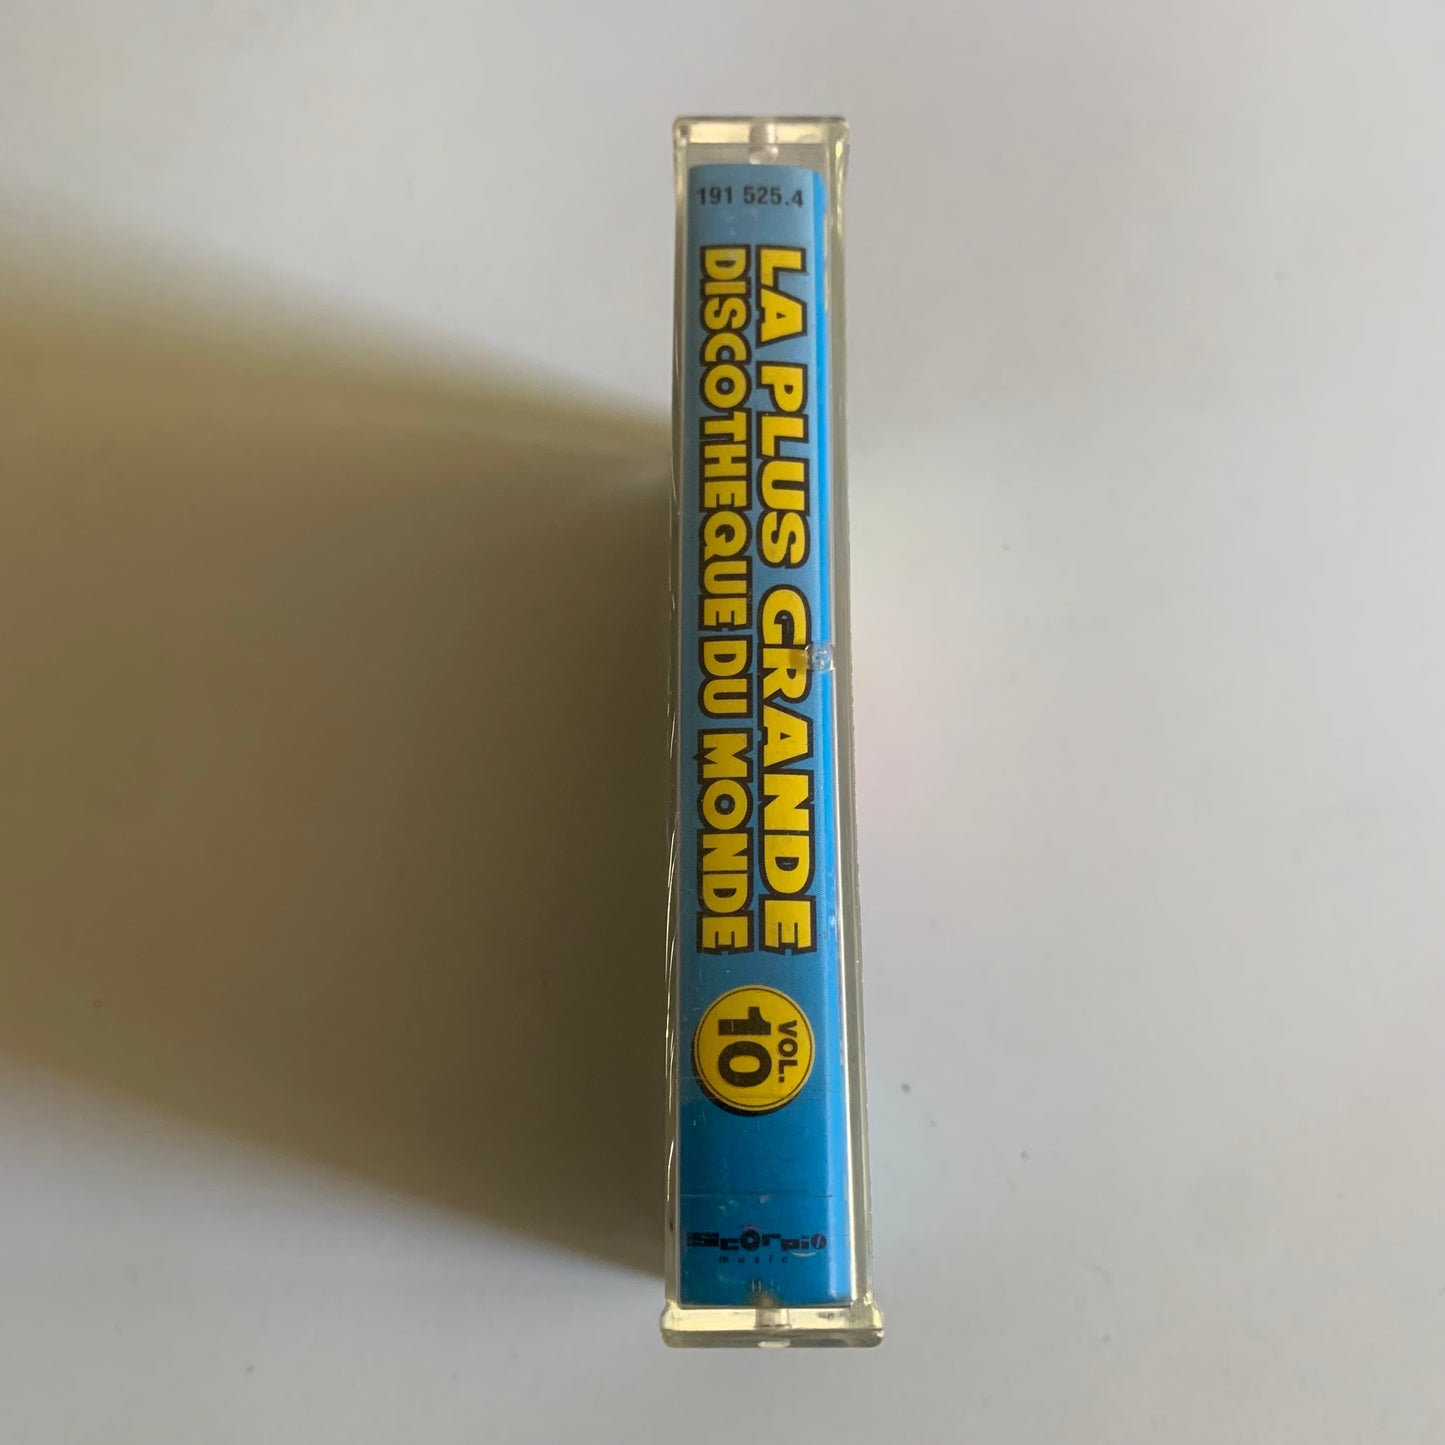 191 525.4
LA PLUS GRANDE
DISCOTHEQUE DU MONDE
VOL.
10
scorpio
music